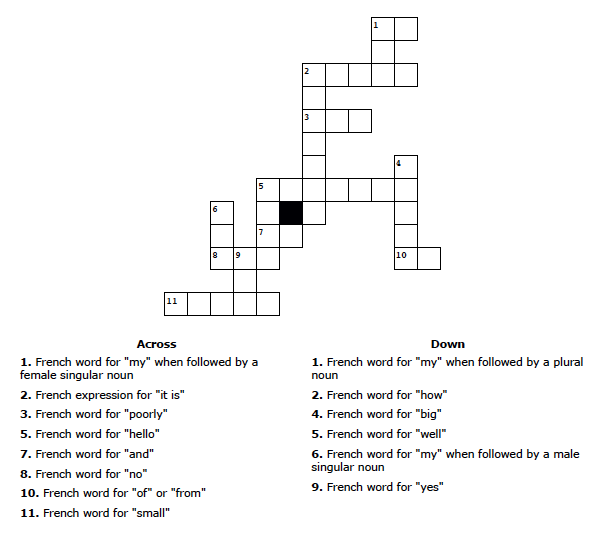 1
2
3
4
5
6
7
8 9
10
11
Across
1. French word for "my" when followed by a
female singular noun
2. French expression for "it is"
3. French word for "poorly"
5. French word for "hello"
7. French word for "and"
8. French word for "no"
10. French word for "of" or "from"
11. French word for "small"
Down
1. French word for "my" when followed by a plural
noun
2. French word for "how"
4. French word for "big"
5. French word for "well"
6. French word for "my" when followed by a male
singular noun
9. French word for "yes"